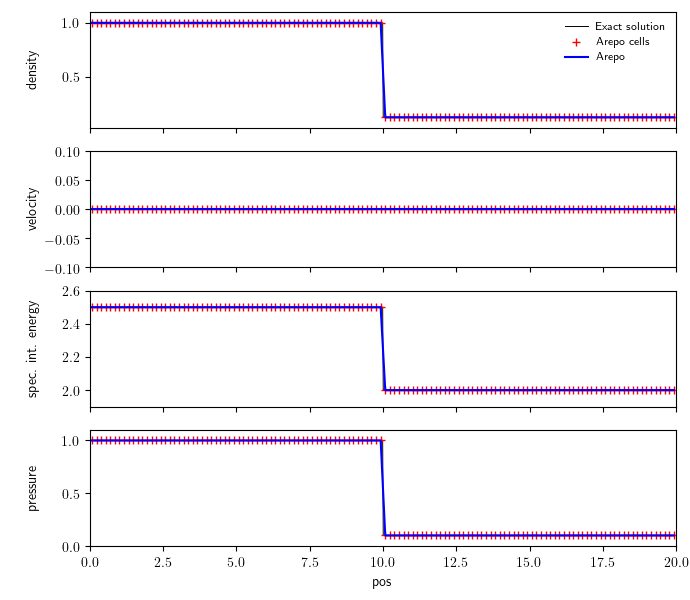 density
1.0
0.5
Exact solution
Arepo cells
Arepo
velocity
0.10
0.05
0.00
−0.05
−0.10
spec. int. energy
2.6
2.4
2.2
2.0
pressure
1.0
0.5
0.0
0.0 2.5 5.0 7.5 10.0 12.5 15.0 17.5 20.0
pos